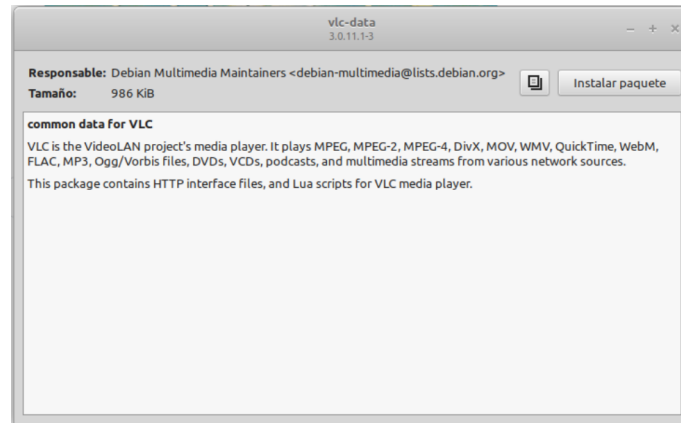 vlc-data
3.0.11.1-3
Responsable: Debian Multimedia Maintainers <debian-multimedia@lists.debian.org>
Instalar paquete
Tamaño: 986 KiB
common data for VLC
VLC is the VideoLAN project's media player. It plays MPEG, MPEG-2, MPEG-4, DivX, MOV, WMV, QuickTime, WebM,
FLAC, MP3, Ogg/Vorbis files, DVDs, VCDs, podcasts, and multimedia streams from various network sources.
This package contains HTTP interface files, and Lua scripts for VLC media player.